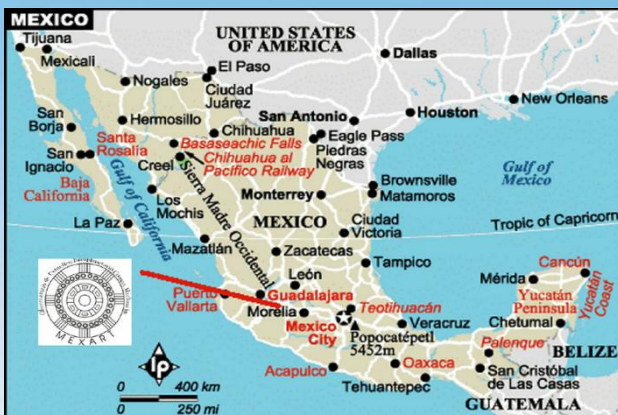 MEXICO
UNITED STATES
OF AMERICA
Tijuana
Mexicali
Nogales
El Paso
Ciudad
Juárez
Dallas
San Antonio
Houston
New Orleans
San
Borja
Hermosillo
Chihuahua
Eagle Pass
Piedras
Negras
Santa
Rosalía
Basaseachic Falls
Chihuahua al
Pacifico Railway
San
Ignacio
Creel
Baja
California
Gulf of California
Sierra Madre Occidental
Gulf of
Mexico
Brownsville
Matamoros
Monterrey
Los
Mochis
MEXICO
La Paz
Ciudad
Victoria
Tropic of Capricorn
Mazatlán
Zacatecas
Tampico
León
Cancún
Mérida
Yucatán
Peninsula
Yucatán
Coast
Puerto
Vallarta
Guadalajara
Teotihuacán
Morelia
Mexico
City
Popocatépetl
5452m
Veracruz
Chetumal
Palenque
BELIZE
Acapulco
Oaxaca
Tehuantepec
San Cristóbal
de Las Casas
GUATEMALA
MEXART
lp
0 400 km
0 250 mi